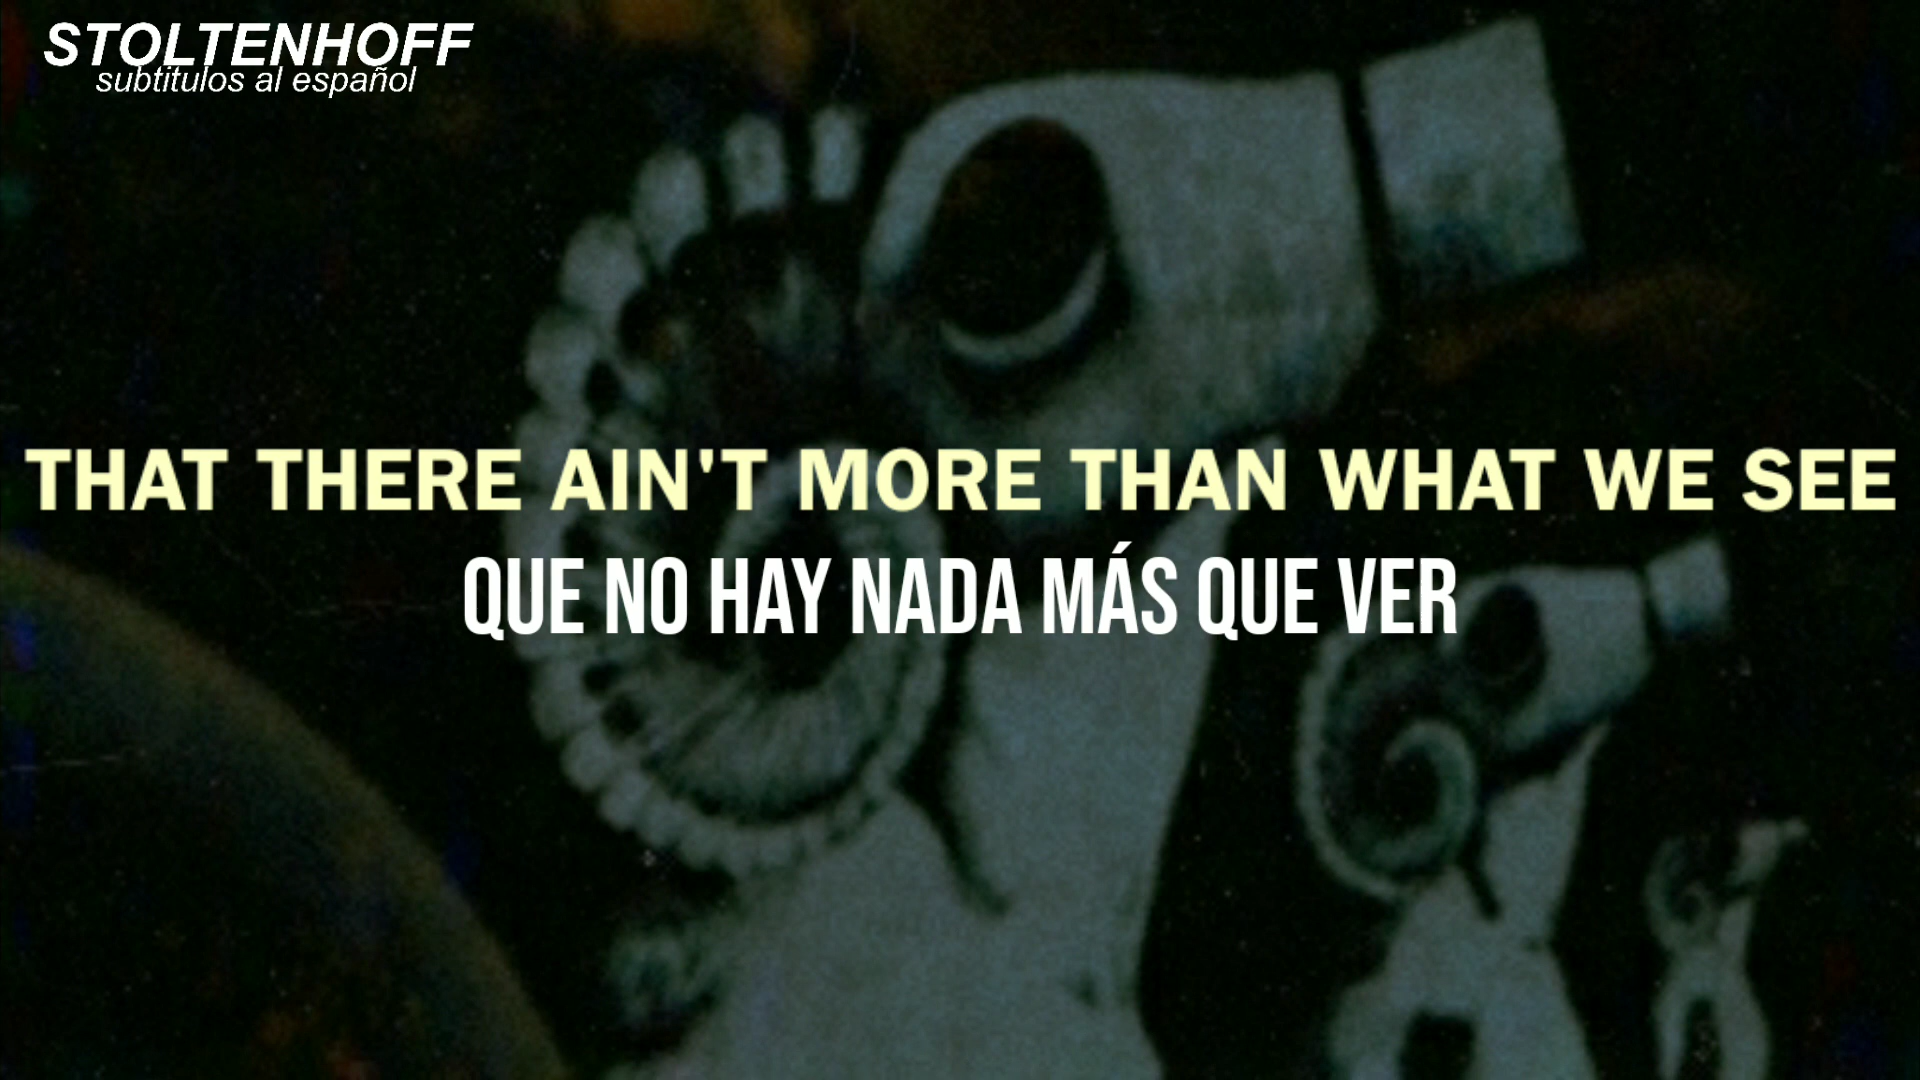 STOLTENHOFF
subtitulos al español
THAT THERE AIN'T MORE THAN WHAT WE SEE
QUE NO HAY NADA MÁS QUE VER